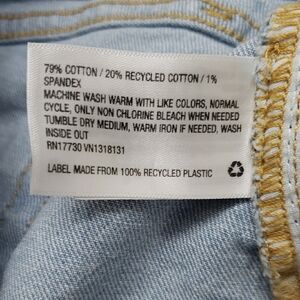 79% COTTON / 20% RECYCLED COTTON / 1%
SPANDEX
MACHINE WASH WARM WITH LIKE COLORS, NORMAL
CYCLE, ONLY NON CHLORINE BLEACH WHEN NEEDED
TUMBLE DRY MEDIUM, WARM IRON IF NEEDED, WASH
INSIDE OUT
RN17730 VN1318131
LABEL MADE FROM 100% RECYCLED PLASTIC